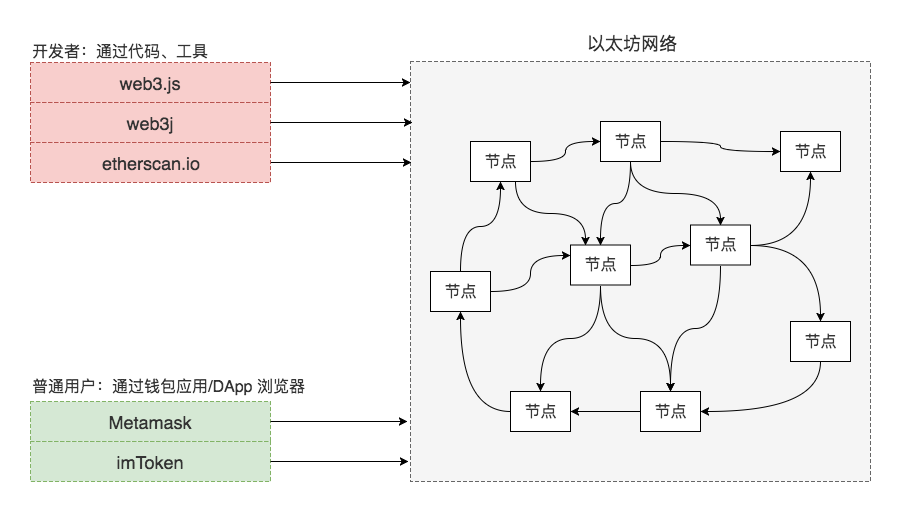 开发者：通过代码、工具
web3.js
web3j
etherscan.io
普通用户：通过钱包应用/DApp 浏览器
Metamask
imToken
以太坊网络
节点
节点
节点
节点
节点
节点
节点
节点
节点